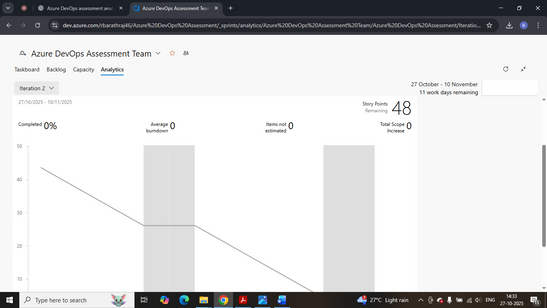 Azure DevOps Assessment anal
Azure DevOps Assessment Team
dev.azure.com/rbarathraj46/Azure%20DevOps%20Assessment/_sprints/analytics/Azure%20DevOps%20Assessment%20Team/Azure%20DevOps%20Assessment/Iteratio...
Azure DevOps Assessment Team
Taskboard Backlog Capacity Analytics
27 October - 10 November
11 work days remaining
Iteration 2
27/10/2025 - 10/11/2025
Story Points
Remaining
48
Completed 0%
Average
burndown
0
Items not
estimated
0
Total Scope
Increase
0
50
40
30
20
10
Type here to search
27°C Light rain
ENG
14:33
27-10-2025